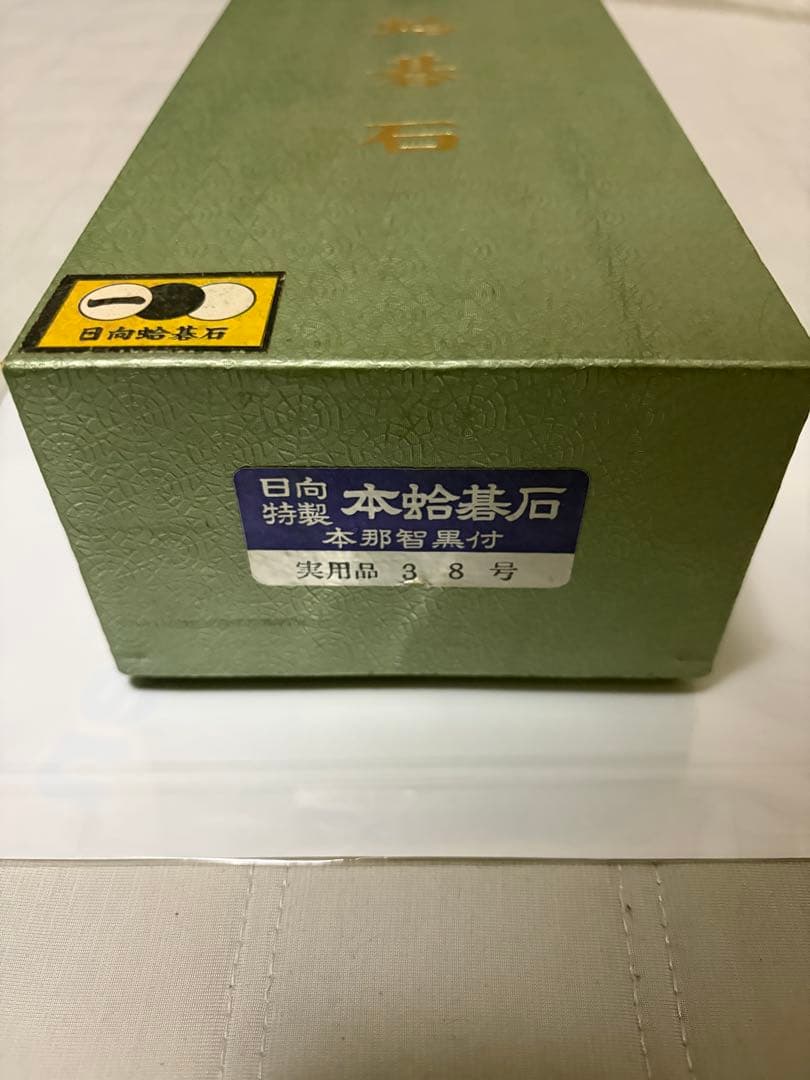 蛤碁石
一
日向蛤碁石
日向
特製
本蛤碁石
本那智黒付
実用品 38号